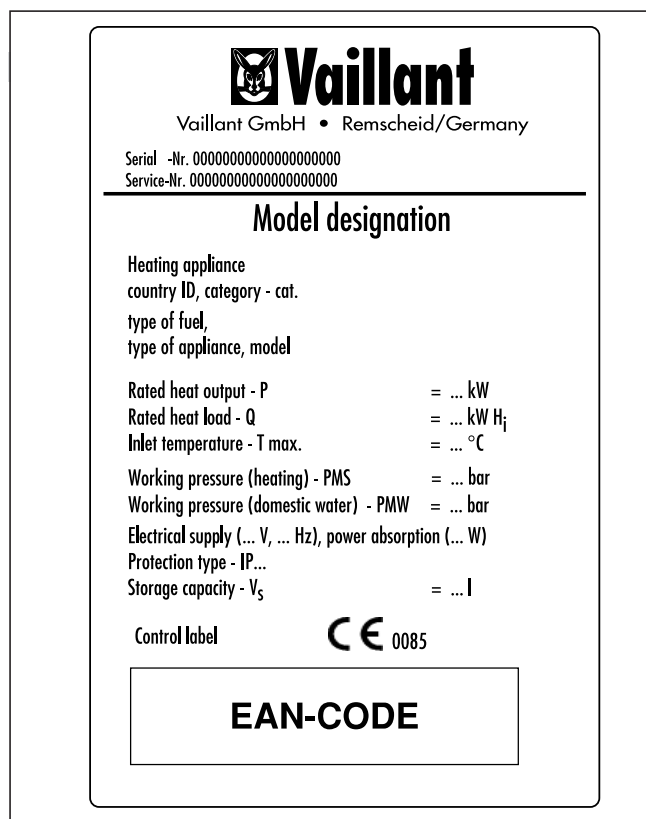 Vaillant
Vaillant GmbH • Remscheid/Germany
Serial -Nr. 00000000000000000000
Service-Nr. 00000000000000000000
Model designation
Heating appliance
country ID, category - cat.
type of fuel,
type of appliance, model
Rated heat output - P = ... kW
Rated heat load - Q = ... kW Hi
Inlet temperature - T max. = ... °C
Working pressure (heating) - PMS = ... bar
Working pressure (domestic water) - PMW = ... bar
Electrical supply (... V, ... Hz), power absorption (... W)
Protection type - IP...
Storage capacity - Vs = ... l
Control label CE 0085
EAN-CODE